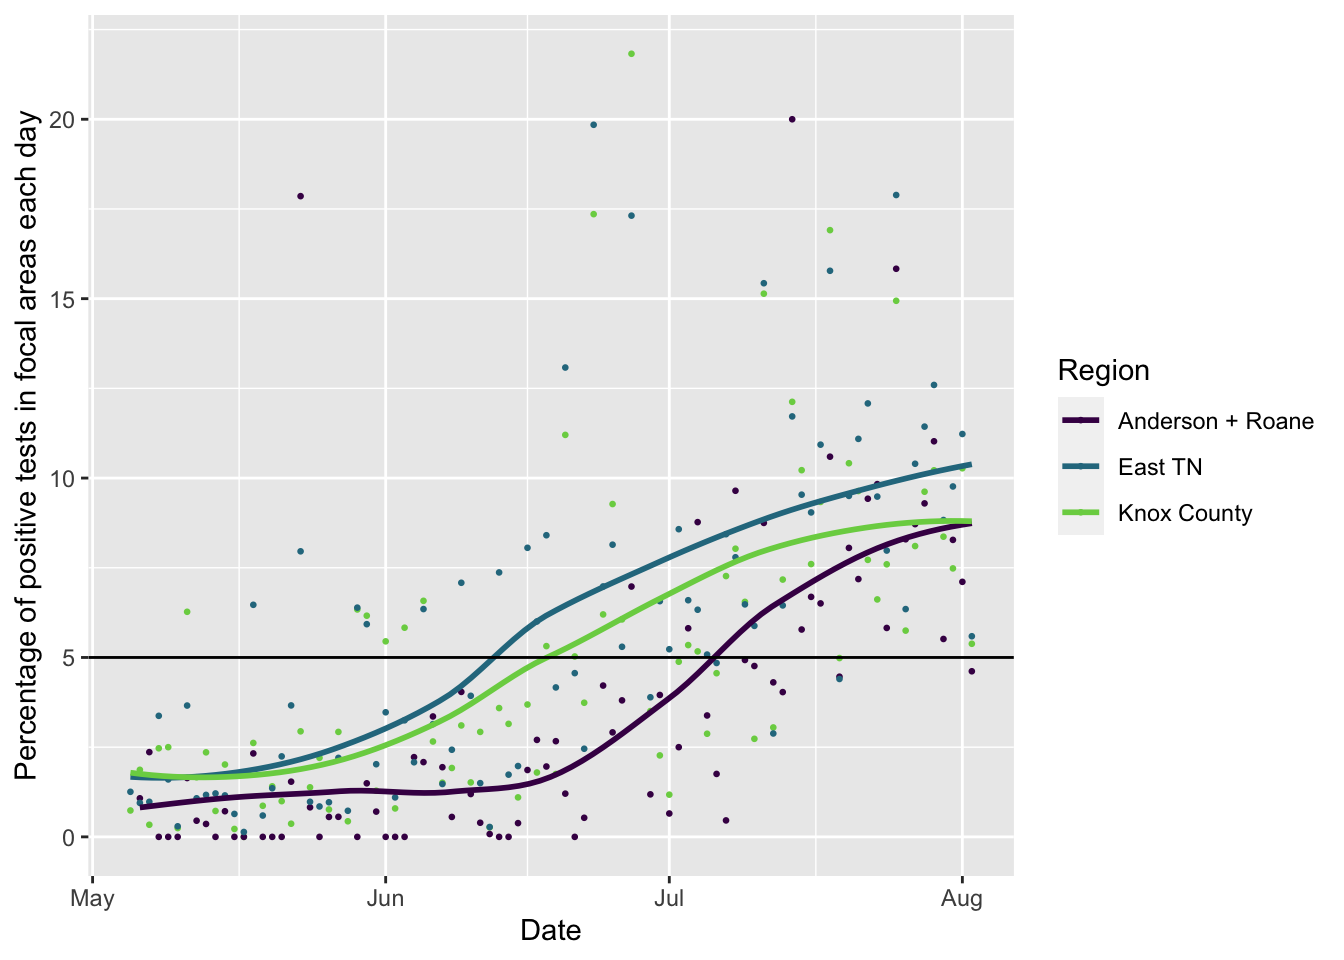 Percentage of positive tests in focal areas each day
20
15
10
5
0
May
Jun
Jul
Aug
Date
Region
Anderson + Roane
East TN
Knox County